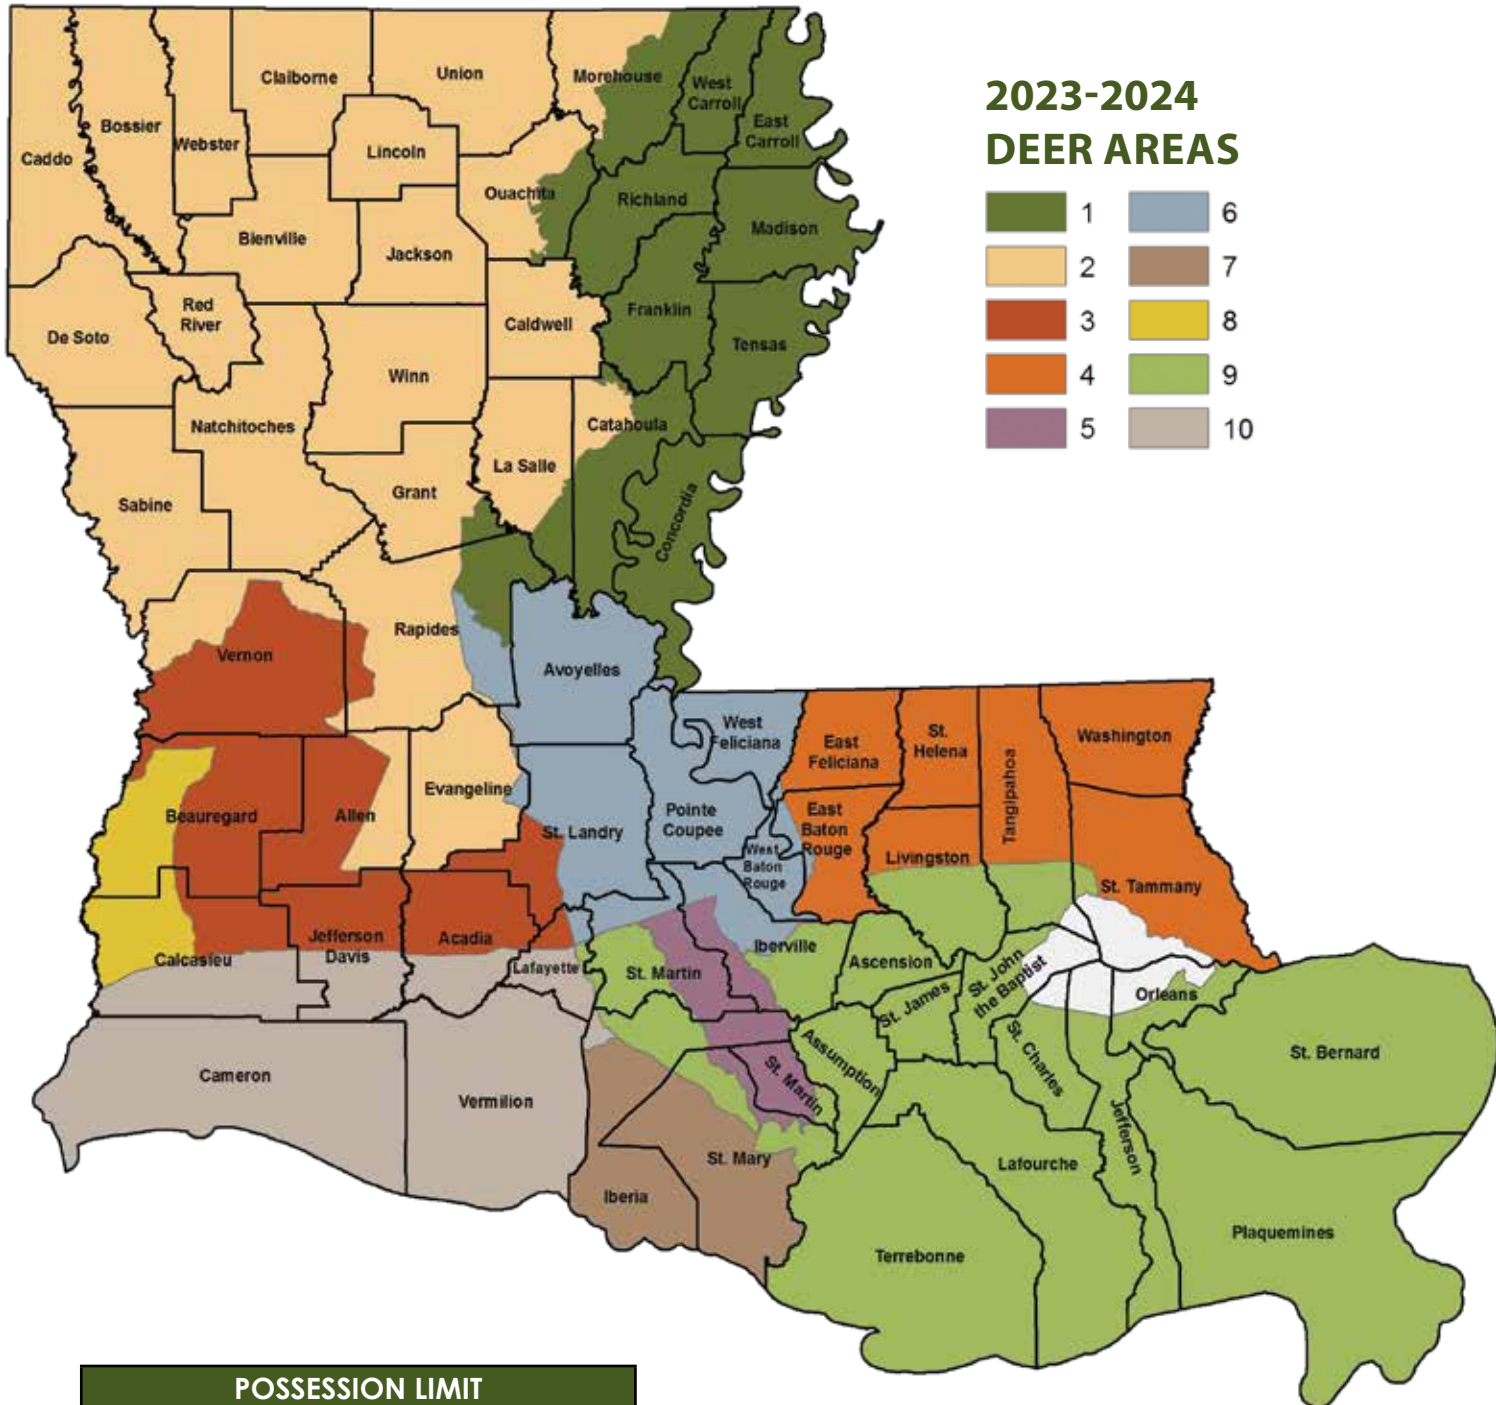 2023-2024
DEER AREAS
1
6
2
7
3
8
4
9
5
10
Caddo
Bossier
Webster
Claiborne
Union
Morehouse
West
Carroll
East
Carroll
Lincoln
Ouachita
Richland
Madison
Bienville
Jackson
De Soto
Red
River
Caldwell
Franklin
Tensas
Winn
Natchitoches
Catahoula
La Salle
Sabine
Grant
Concordia
Rapides
Vernon
Avoyelles
West
Feliciana
East
Feliciana
St.
Helena
Tangipahoa
Washington
Beauregard
Allen
Evangeline
St. Landry
Pointe
Coupee
West
Baton
Rouge
East
Baton
Rouge
Livingston
St. Tammany
Calcasieu
Jefferson
Davis
Acadia
Lafayette
St. Martin
Iberville
Ascension
St. James
St. John
the Baptist
Orleans
St. Bernard
Cameron
Vermilion
St. Martin
Assumption
St. Charles
Jefferson
St. Mary
Iberia
Lafourche
Terrebonne
Plaquemines
POSSESSION LIMIT